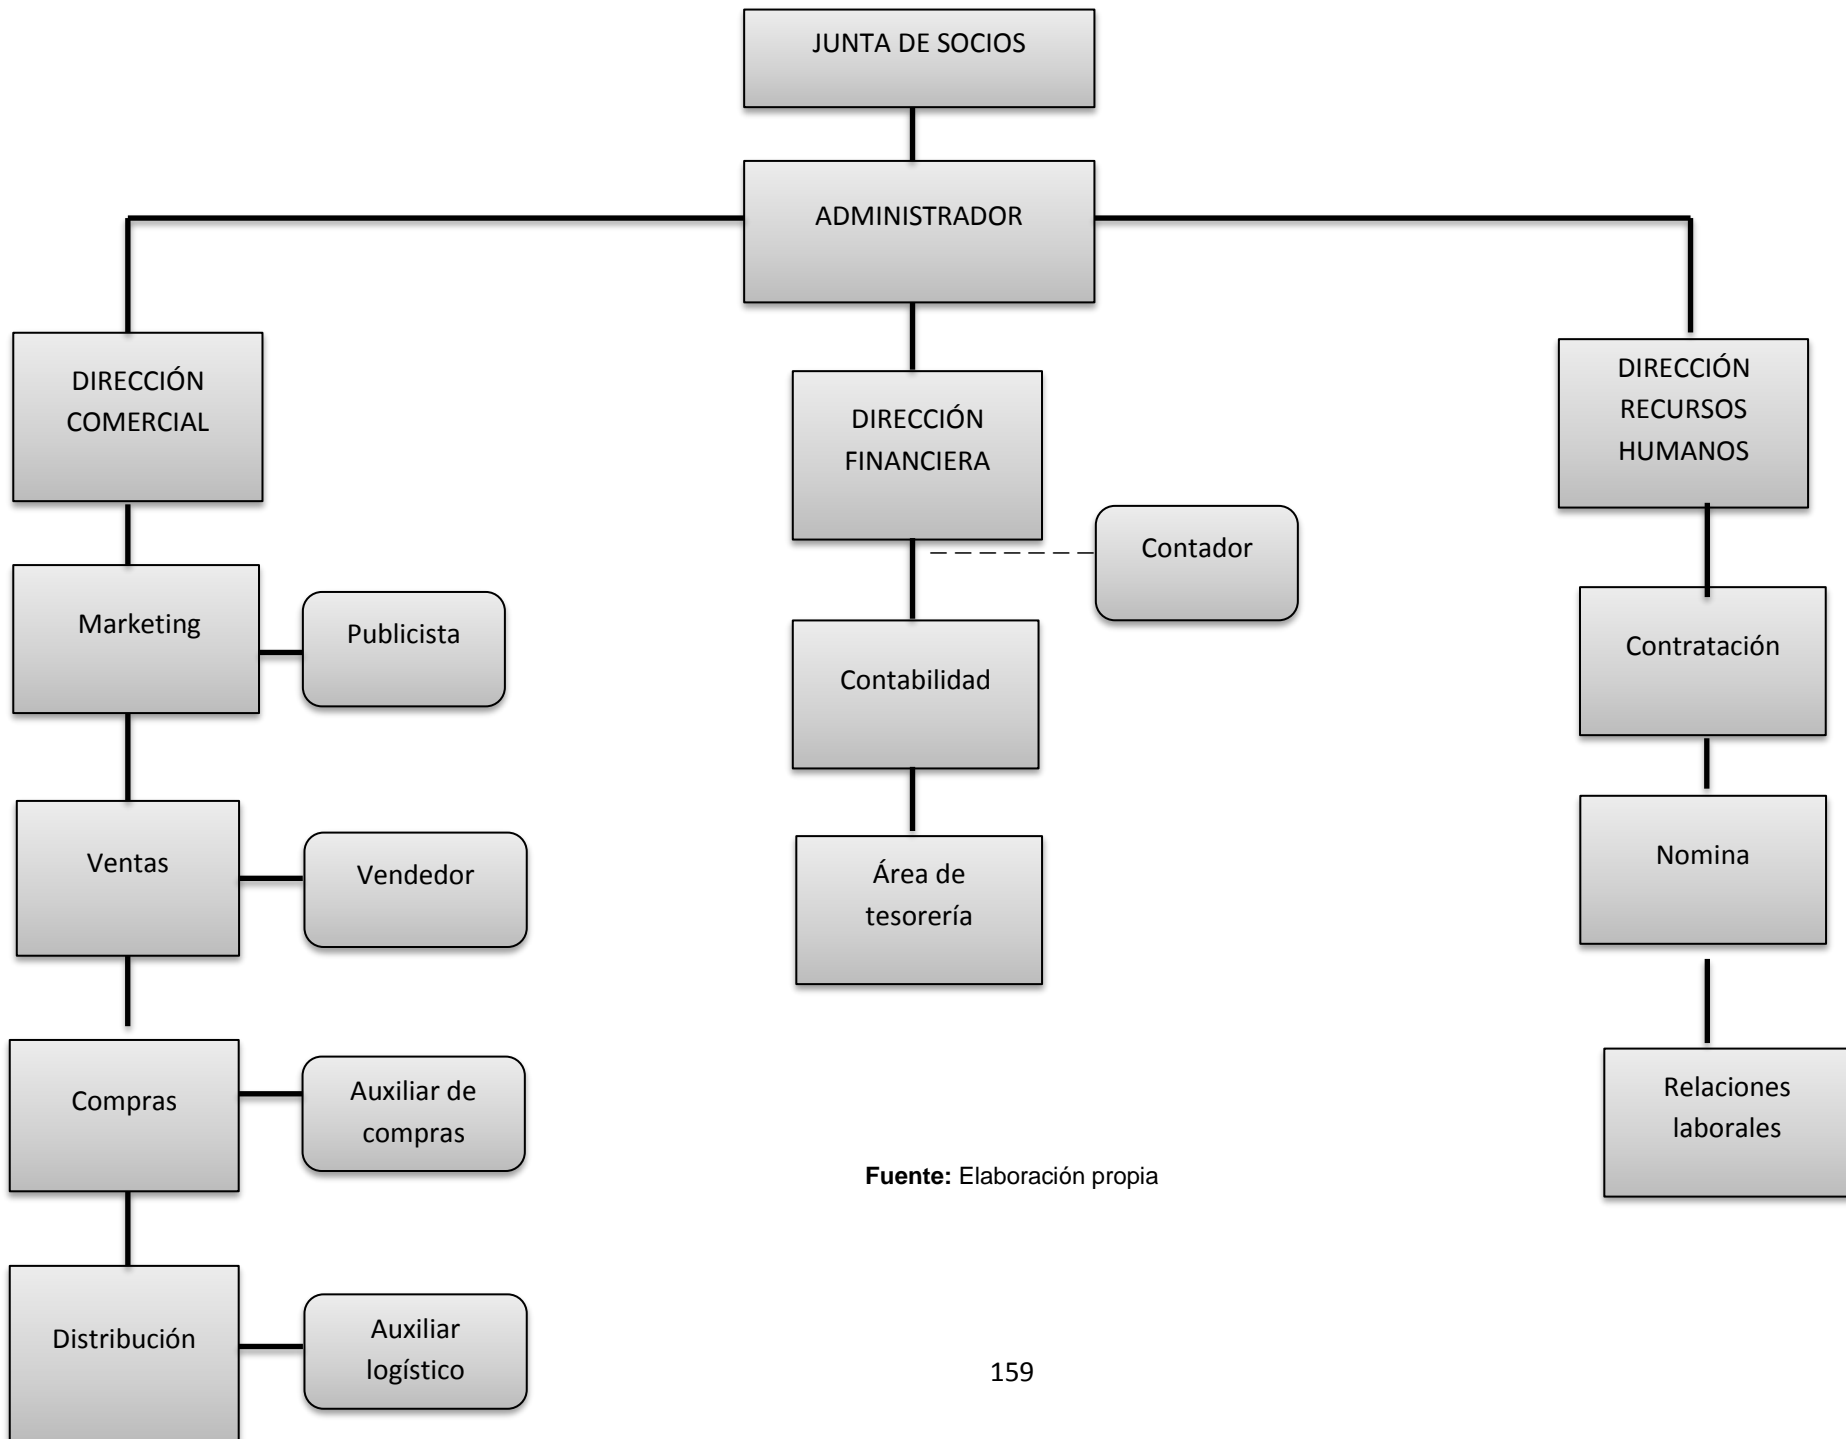 JUNTA DE SOCIOS
ADMINISTRADOR
DIRECCIÓN
COMERCIAL
Marketing
Publicista
Ventas
Vendedor
Compras
Auxiliar de
compras
Distribución
Auxiliar
logístico
DIRECCIÓN
FINANCIERA
Contador
Contabilidad
Área de
tesorería
DIRECCIÓN
RECURSOS
HUMANOS
Contratación
Nomina
Relaciones
laborales
Fuente: Elaboración propia
159